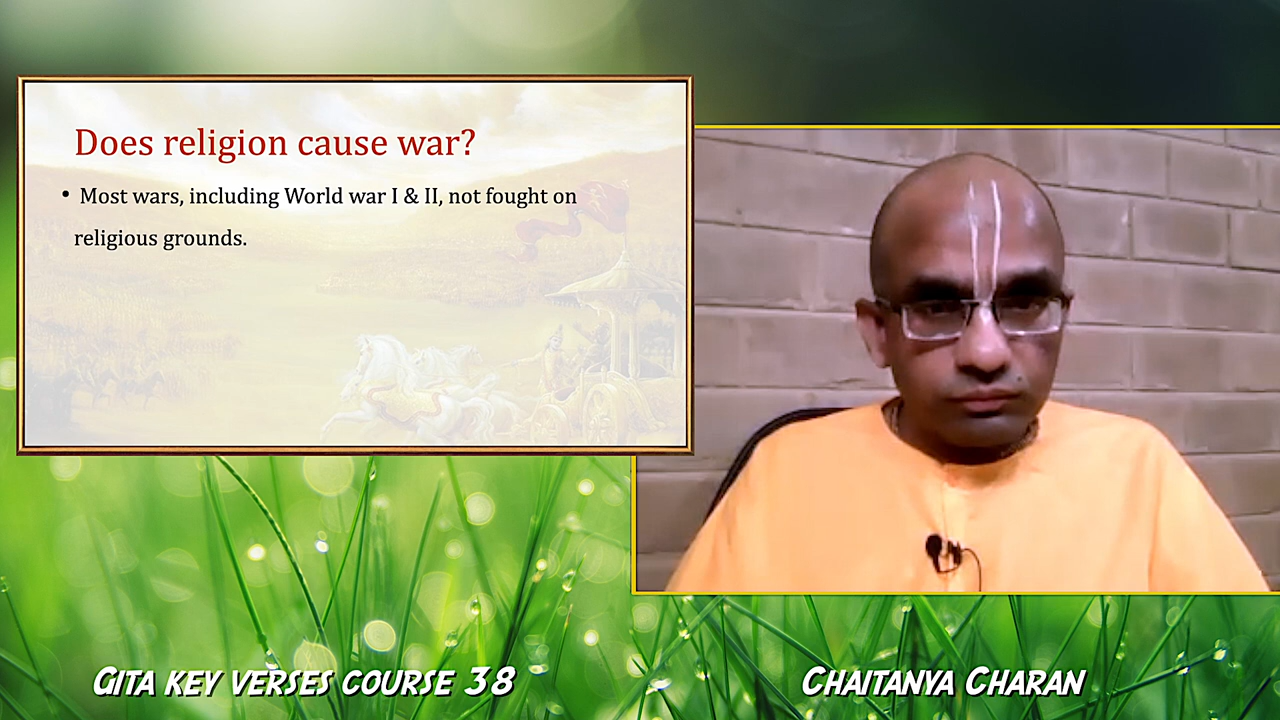 Does religion cause war?
• Most wars, including World war I & II, not fought on
religious grounds.
GITA KEY VERSES COURSE 38
CHAITANYA CHARAN